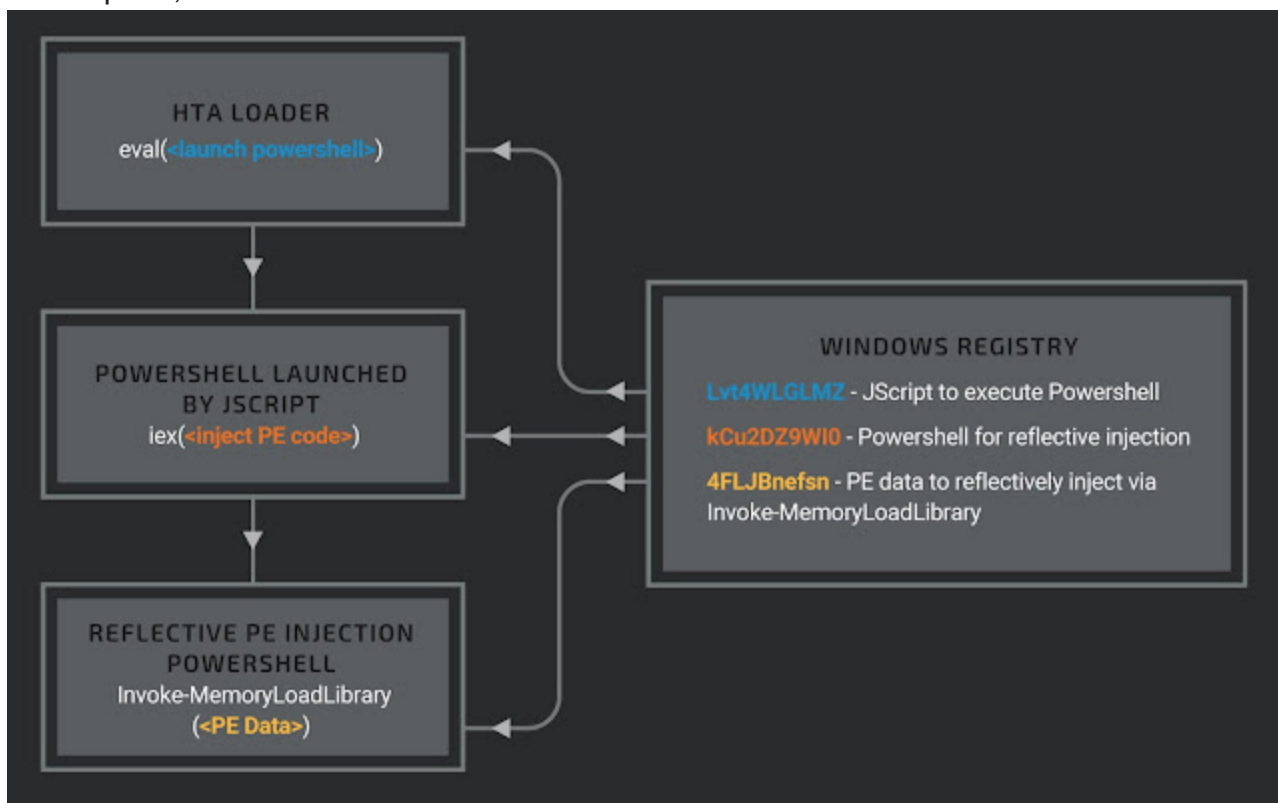 HTA LOADER
eval(<launch powershell>)
POWERSHELL LAUNCHED
BY JSCRIPT
iex(<inject PE code>)
REFLECTIVE PE INJECTION
POWERSHELL
Invoke-MemoryLoadLibrary
(<PE Data>)
WINDOWS REGISTRY
Lvt4WLGLMZ - JScript to execute Powershell
kCu2DZ9WI0 - Powershell for reflective injection
4FLJBnefsn - PE data to reflectively inject via
Invoke-MemoryLoadLibrary